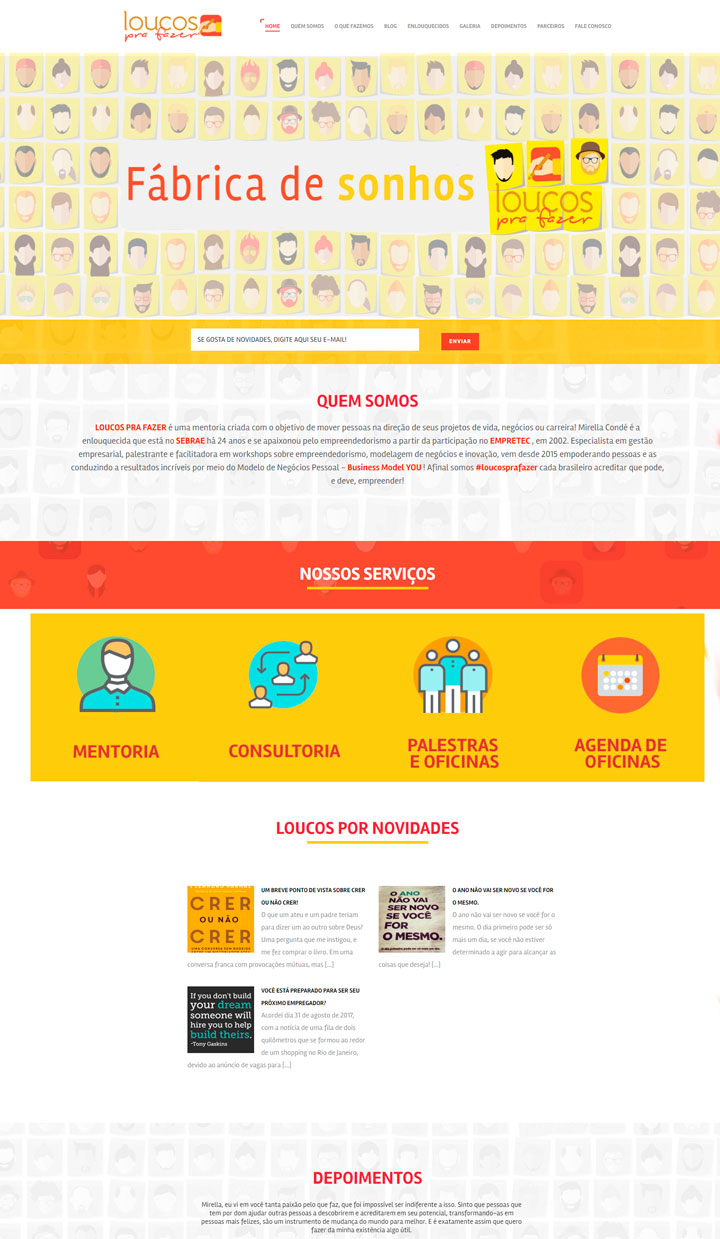 loucos
pra fazer
HOME QUEM SOMOS O QUE FAZEMOS BLOG ENLOUQUECIDOS GALERIA DEPOIMENTOS PARCEIROS FALE CONOSCO
Fábrica de sonhos
loucos
pra fazer
SE GOSTA DE NOVIDADES, DIGITE AQUI SEU E-MAIL!
ENVIAR
QUEM SOMOS
LOUCOS PRA FAZER é uma mentoria criada com o objetivo de mover pessoas na direção de seus projetos de vida, negócios ou carreira! Mirella Condé é a
enlouquecida que está no SEBRAE há 24 anos e se apaixonou pelo empreendedorismo a partir da participação no EMPRETEC , em 2002. Especialista em gestão
empresarial, palestrante e facilitadora em workshops sobre empreendedorismo, modelagem de negócios e inovação, vem desde 2015 empoderando pessoas e as
conduzindo a resultados incríveis por meio do Modelo de Negócios Pessoal – Business Model YOU ! Afinal somos #loucosprafazer cada brasileiro acreditar que pode,
e deve, empreender!
NOSSOS SERVIÇOS
MENTORIA
CONSULTORIA
PALESTRAS
E OFICINAS
AGENDA DE
OFICINAS
LOUCOS POR NOVIDADES
CRER
OU NÃO
CRER
UM BREVE PONTO DE VISTA SOBRE CRER
OU NÃO CRER!
O que um ateu e um padre teriam
para dizer um ao outro sobre Deus?
Uma pergunta que me instigou, e
me fez comprar o livro. Em uma
conversa franca com provocações mútuas, mas [...]
O ANO
NÃO VAI
SER NOVO
SE VOCÊ
FOR
O MESMO.
O ANO NÃO VAI SER NOVO SE VOCÊ FOR
O MESMO.
O ano não vai ser novo se você for o
mesmo. O dia primeiro pode ser só
mais um dia, se você não estiver
determinado a agir para alcançar as
coisas que deseja! [...]
If you don't build
your dream
someone will
hire you to help
build theirs.
~Tony Gaskins
VOCÊ ESTÁ PREPARADO PARA SER SEU
PRÓXIMO EMPREGADOR?
Acordei dia 31 de agosto de 2017,
com a notícia de uma fila de dois
quilômetros que se formou ao redor
de um shopping no Rio de Janeiro,
devido ao anúncio de vagas para [...]
DEPOIMENTOS
Mirella, eu vi em você tanta paixão pelo que faz, que foi impossível ser indiferente a isso. Sinto que pessoas que
tem por dom ajudar outras pessoas a descobrirem e acreditarem em seu potencial, transformando-as em
pessoas mais felizes, são um instrumento de mudança do mundo para melhor. E é exatamente assim que quero
fazer da minha existência algo útil.